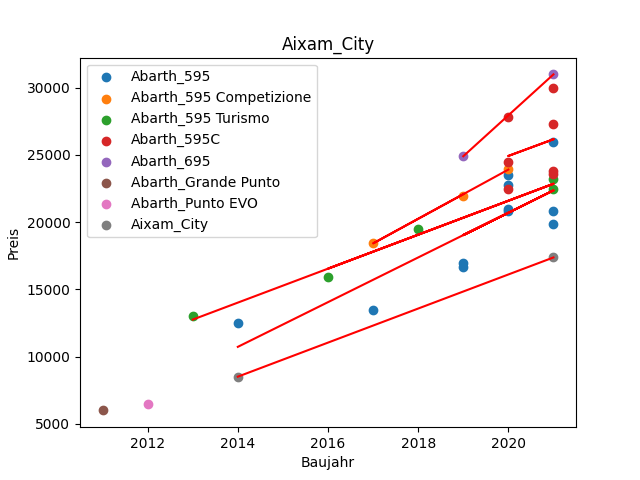 Aixam_City
Abarth_595
Abarth_595 Competizione
Abarth_595 Turismo
Abarth_595C
Abarth_695
Abarth_Grande Punto
Abarth_Punto EVO
Aixam_City
30000
25000
20000
15000
10000
5000
Preis
2012 2014 2016 2018 2020
Baujahr